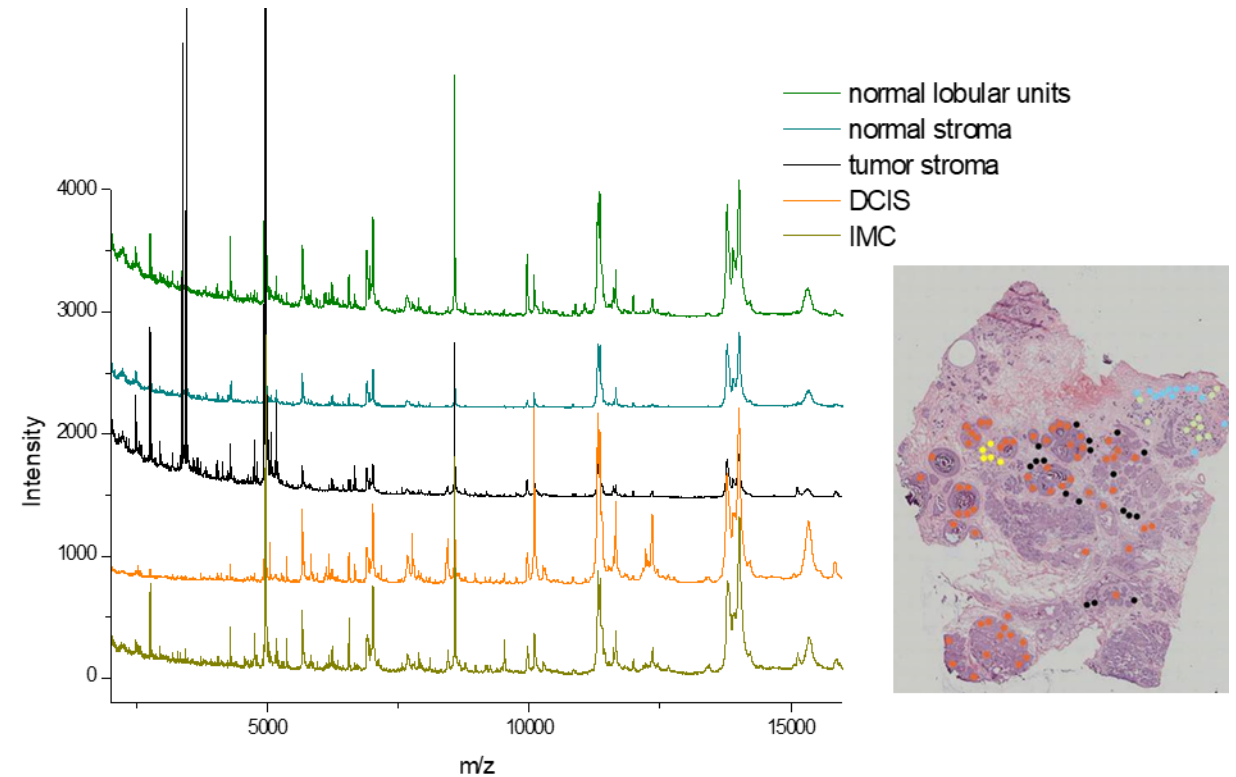 normal lobular units
normal stroma
tumor stroma
DCIS
IMC
4000
3000
2000
1000
0
Intensity
5000
10000
15000
m/z